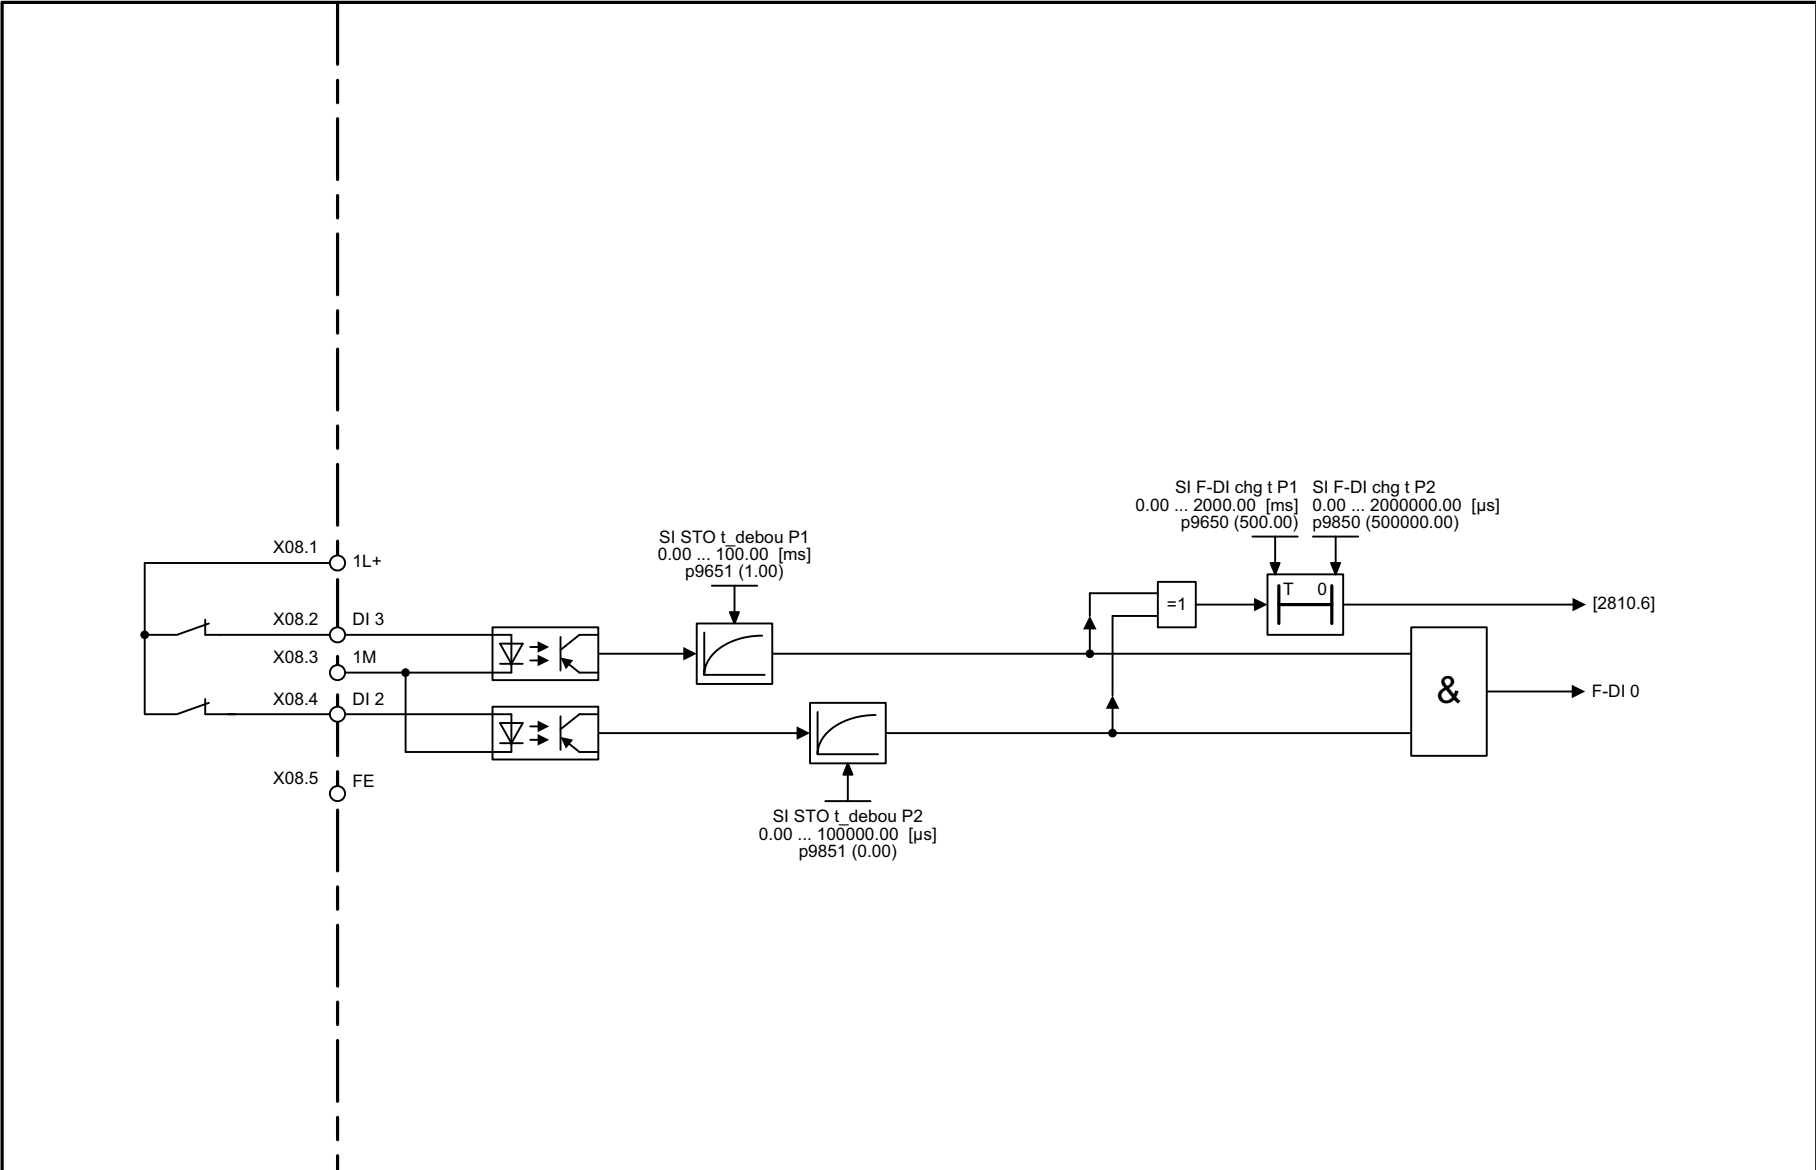 SI F-DI chg t P1
0.00 ... 2000.00 [ms]
p9650 (500.00)
SI F-DI chg t P2
0.00 ... 2000000.00 [µs]
p9850 (500000.00)
SI STO t_debou P1
0.00 ... 100.00 [ms]
p9651 (1.00)
X08.1 1L+
X08.2 DI 3
X08.3 1M
X08.4 DI 2
X08.5 FE
=1
T 0
[2810.6]
&
F-DI 0
SI STO t_debou P2
0.00 ... 100000.00 [µs]
p9851 (0.00)